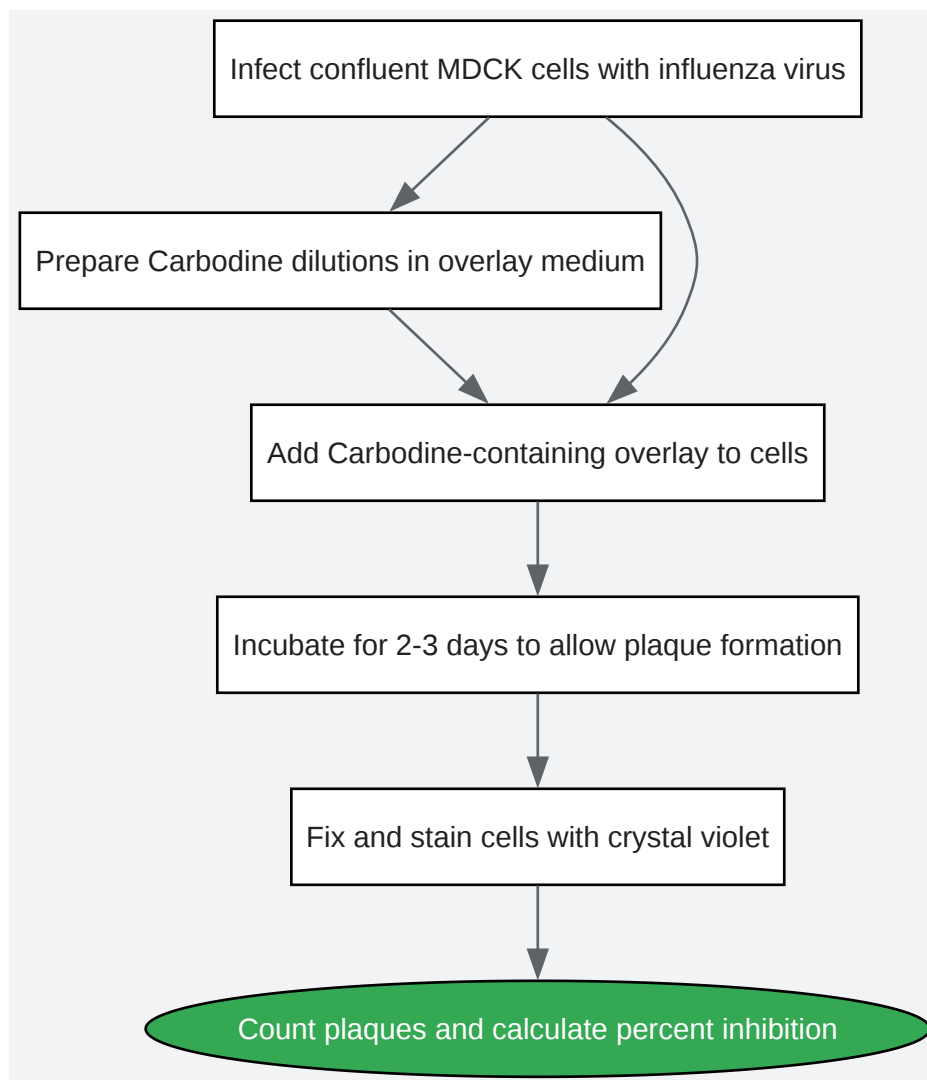 Infect confluent MDCK cells with influenza virus
Prepare Carbodine dilutions in overlay medium
Add Carbodine-containing overlay to cells
Incubate for 2-3 days to allow plaque formation
Fix and stain cells with crystal violet
Count plaques and calculate percent inhibition